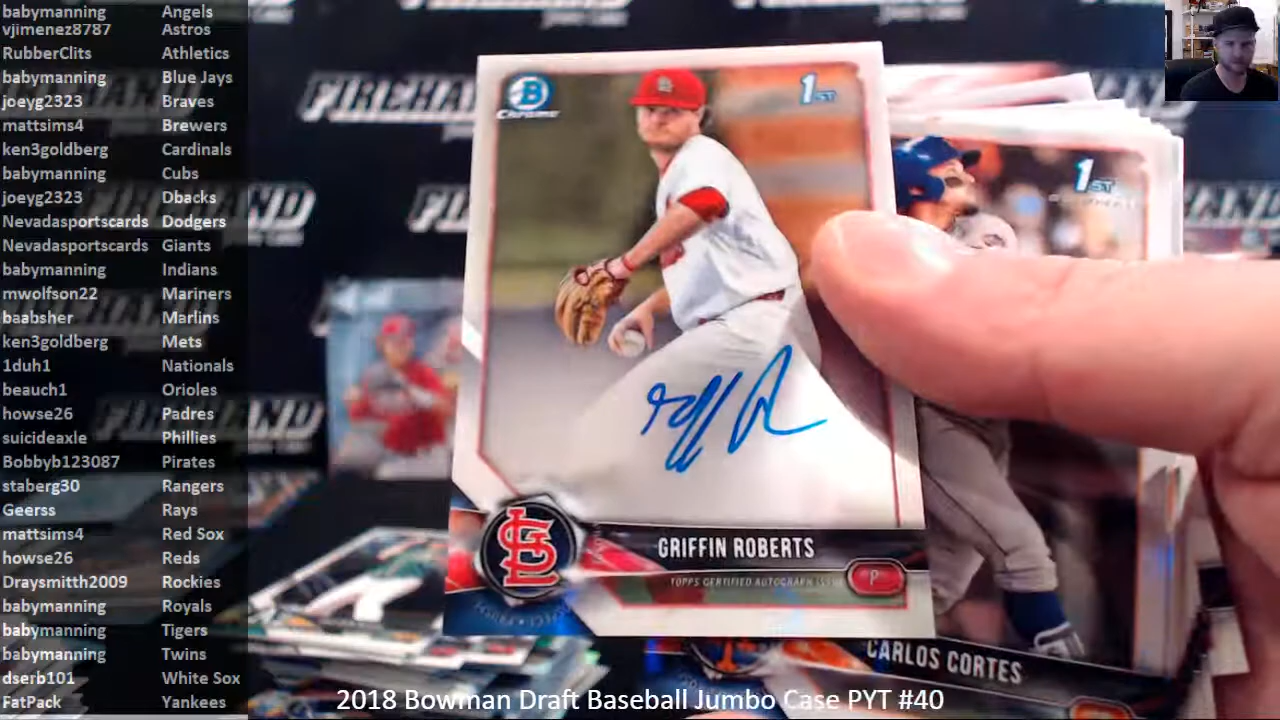 babymanning Angels
vjimenez8787 Astros
RubberClits Athletics
babymanning Blue Jays
joeyg2323 Braves
mattsims4 Brewers
ken3goldberg Cardinals
babymanning Cubs
joeyg2323 Dbacks
Nevadasportscards Dodgers
Nevadasportscards Giants
babymanning Indians
mwolfson22 Mariners
baabsher Marlins
ken3goldberg Mets
1duh1 Nationals
beauch1 Orioles
howse26 Padres
suicideaxle Phillies
Bobbyb123087 Pirates
staberg30 Rangers
Geerss Rays
mattsims4 Red Sox
howse26 Reds
Draysmitth2009 Rockies
babymanning Royals
babymanning Tigers
babymanning Twins
dserb101 White Sox
FatPack Yankees
FIREHAND
B
Chrome
1ST
1ST
STL
GRIFFIN ROBERTS
TOPPS CERTIFIED AUTOGRAPH ISSUE
P
CARLOS CORTES
2018 Bowman Draft Baseball Jumbo Case PYT #40